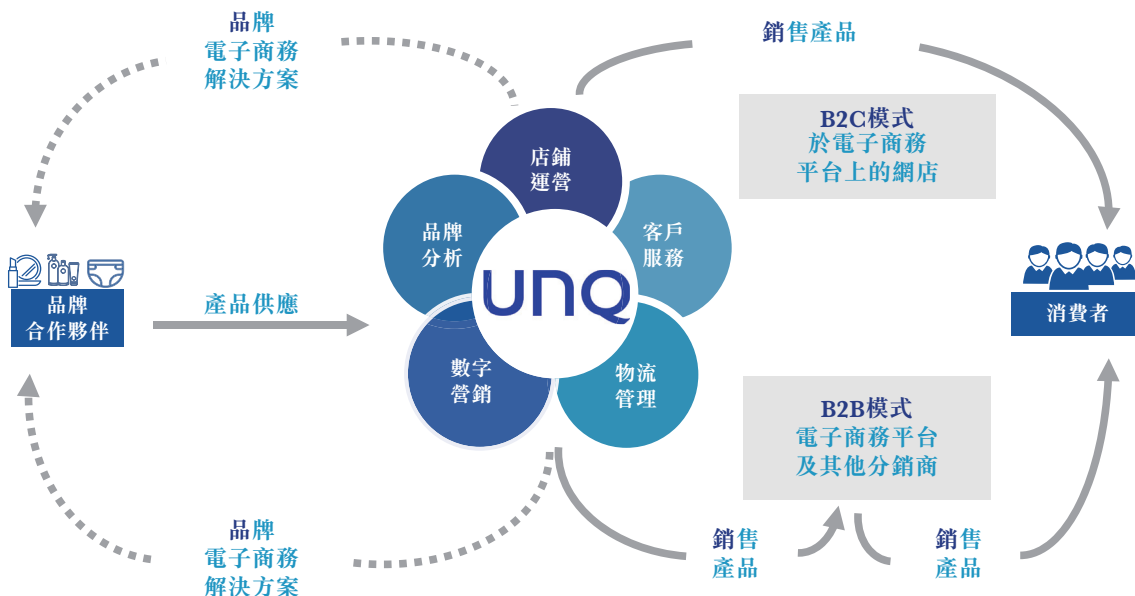 品牌
電子商務
解決方案
銷售產品
B2C模式
於電子商務
平台上的網店
店鋪
運營
品牌
分析
客戶
服務
UNQ
品牌
合作夥伴
產品供應
消費者
數字
營銷
物流
管理
B2B模式
電子商務平台
及其他分銷商
品牌
電子商務
解決方案
銷售
產品
銷售
產品